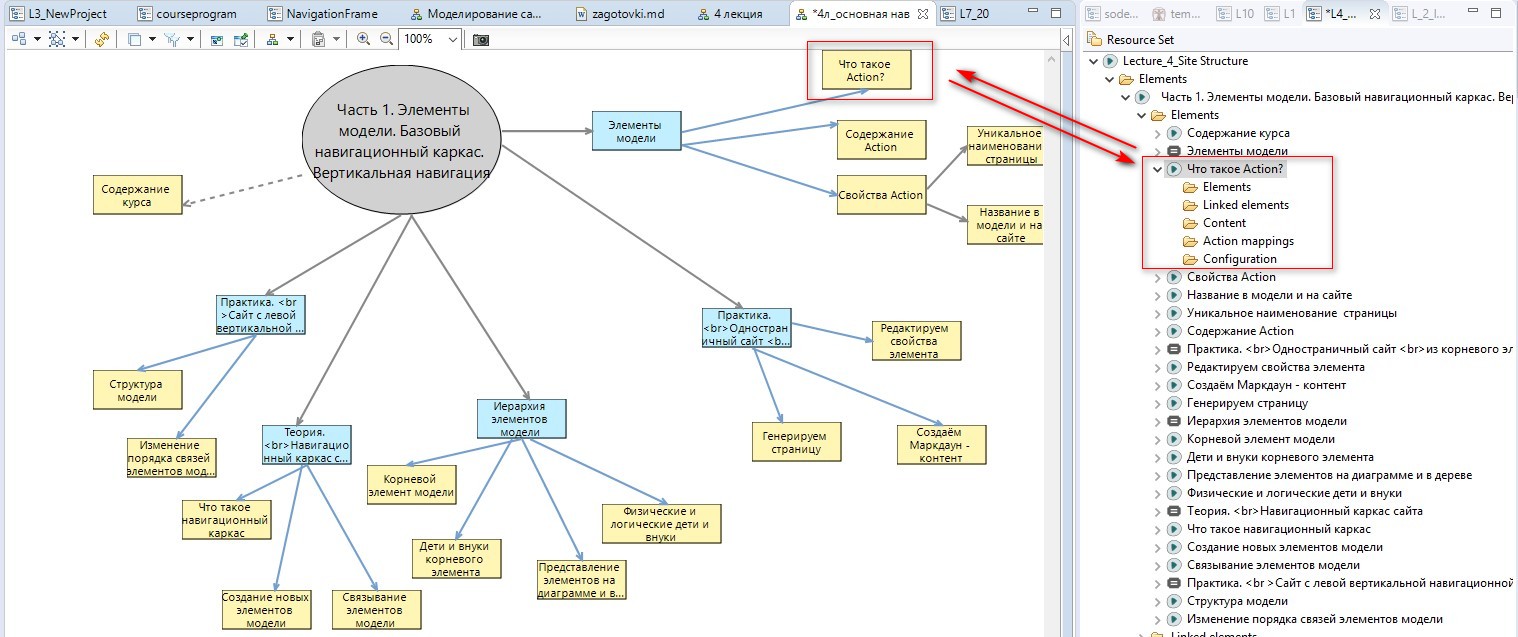 L3_NewProject
courseprogram
NavigationFrame
Моделирование са...
zagotovki.md
4 лекция
*4л_основная нав
L7_20
sode...
tem...
L10
L1
*L4_...
L_2_l...
100%
Resource Set
Что такое
Action?
Часть 1. Элементы
модели. Базовый
навигационный каркас.
Вертикальная навигация
Элементы
модели
Содержание
Action
Уникальное
наименовани
страницы
Содержание
курса
Свойства Action
Название в
модели и на
сайте
Практика. <br
>Сайт с левой
вертикальной ...
Практика.
<br>Одностран
ичный сайт <b...
Редактируем
свойства
элемента
Структура
модели
Иерархия
элементов
модели
Изменение
порядка связей
элементов мод...
Теория.
<br>Навигацио
нный каркас с...
Генерируем
страницу
Создаём
Маркдаун -
контент
Корневой
элемент модели
Что такое
навигационный
каркас
Физические и
логические дети и
внуки
Дети и внуки
корневого
элемента
Представление
элементов на
диаграмме и в...
Создание новых
элементов
модели
Связывание
элементов
модели
Lecture_4_Site Structure
Elements
Часть 1. Элементы модели. Базовый навигационный каркас. Вер
Elements
Содержание курса
Элементы модели
Что такое Action?
Elements
Linked elements
Content
Action mappings
Configuration
Свойства Action
Название в модели и на сайте
Уникальное наименование страницы
Содержание Action
Практика. <br>Одностраничный сайт <br>из корневого эл
Редактируем свойства элемента
Создаём Маркдаун - контент
Генерируем страницу
Иерархия элементов модели
Корневой элемент модели
Дети и внуки корневого элемента
Представление элементов на диаграмме и в дереве
Физические и логические дети и внуки
Теория. <br>Навигационный каркас сайта
Что такое навигационный каркас
Создание новых элементов модели
Связывание элементов модели
Практика. <br >Сайт с левой вертикальной навигационной
Структура модели
Изменение порядка связей элементов модели
Linked elements